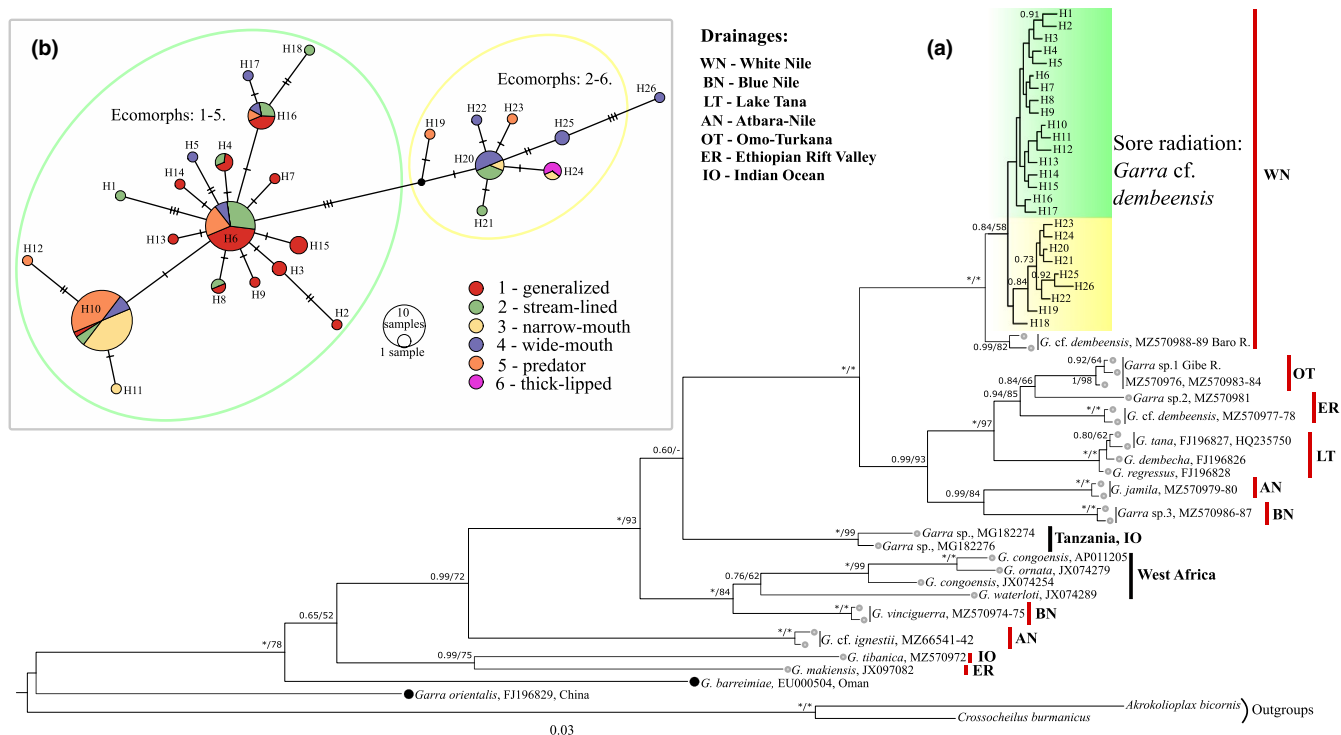 (b)
H18
H17
H16
Ecomorphs: 1-5.
H5
H4
H14
H7
H1
H6
H13
H15
H12
H3
H8
H9
H2
H10
H11
Ecomorphs: 2-6.
H26
H23
H22
H19
H25
H20
H24
H21
10
samples
1 sample
1 - generalized
2 - stream-lined
3 - narrow-mouth
4 - wide-mouth
5 - predator
6 - thick-lipped
Drainages:
WN - White Nile
BN - Blue Nile
LT - Lake Tana
AN - Atbara-Nile
OT - Omo-Turkana
ER - Ethiopian Rift Valley
IO - Indian Ocean
(a)
0.91
H1
H2
H3
H4
H5
H6
H7
H8
H9
H10
H11
H12
H13
H14
H15
H16
H17
Sore radiation:
Garra cf.
dembeensis
WN
0.84/58
H23
H24
H20
0.73
H21
0.92
H25
0.84
H26
H22
H19
H18
*/*
0.99/82
G. cf. dembeensis, MZ570988-89 Baro R.
*/*
0.92/64
Garra sp.1 Gibe R.
MZ570976, MZ570983-84
1/98
OT
0.84/66
0.94/85
Garra sp.2, MZ570981
*/*
G. cf. dembeensis, MZ570977-78
ER
*/97
0.80/62
G. tana, FJ196827, HQ235750
*/*
G. dembecha, FJ196826
G. regressus, FJ196828
LT
0.99/93
*/*
G. jamila, MZ570979-80
AN
0.99/84
*/*
Garra sp.3, MZ570986-87
BN
0.60/-
*/99
Garra sp., MG182274
Garra sp., MG182276
Tanzania, IO
*/93
*/*
G. congoensis, AP011205
G. ornata, JX074279
*/99
G. congoensis, JX074254
0.76/62
G. waterloti, JX074289
West Africa
*/84
*/*
G. vinciguerra, MZ570974-75
BN
0.99/72
*/*
G. cf. ignestii, MZ66541-42
AN
0.65/52
0.99/75
G. tibanica, MZ570972
IO
G. makiensis, JX097082
ER
*/78
G. barreimiae, EU000504, Oman
Garra orientalis, FJ196829, China
*/*
Akrokolioplax bicornis
Crossocheilus burmanicus
Outgroups
0.03